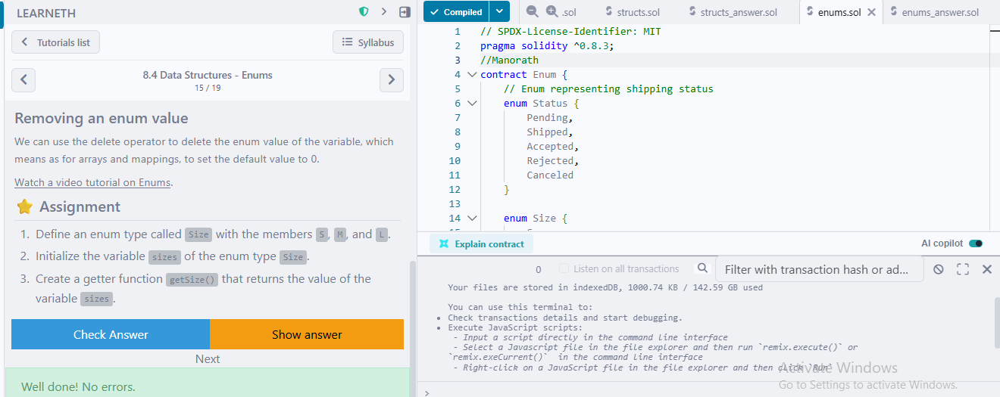 LEARNETH
Tutorials list
Syllabus
8.4 Data Structures - Enums
15 / 19
Removing an enum value
We can use the delete operator to delete the enum value of the variable, which
means as for arrays and mappings, to set the default value to 0.
Watch a video tutorial on Enums.
Assignment
1. Define an enum type called Size with the members S, M, and L.
2. Initialize the variable sizes of the enum type Size.
3. Create a getter function getSize() that returns the value of the
variable sizes.
Check Answer
Show answer
Next
Well done! No errors.
Compiled
.sol
structs.sol
structs_answer.sol
enums.sol
enums_answer.sol
1 // SPDX-License-Identifier: MIT
2 pragma solidity ^0.8.3;
3 //Manorath
4 contract Enum {
5 // Enum representing shipping status
6 enum Status {
7 Pending,
8 Shipped,
9 Accepted,
10 Rejected,
11 Canceled
12 }
13
14 enum Size {
Explain contract
AI copilot
0
Listen on all transactions
Filter with transaction hash or ad...
Your files are stored in indexedDB, 1000.74 KB / 142.59 GB used
You can use this terminal to:
• Check transactions details and start debugging.
• Execute JavaScript scripts:
- Input a script directly in the command line interface
- Select a Javascript file in the file explorer and then run `remix.execute()` or
`remix.exeCurrent()` in the command line interface
- Right-click on a JavaScript file in the file explorer and then click `Run`
Activate Windows
Go to Settings to activate Windows.
>